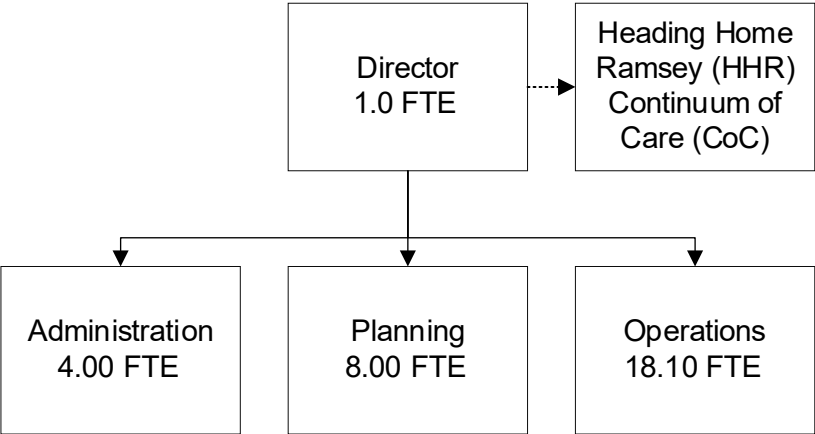 Director
1.0 FTE
Heading Home
Ramsey (HHR)
Continuum of
Care (CoC)
Administration
4.00 FTE
Planning
8.00 FTE
Operations
18.10 FTE